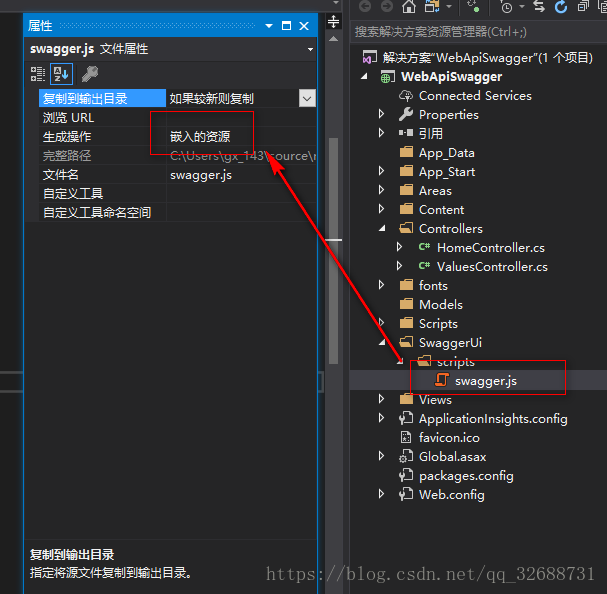 属性
swagger.js 文件属性
复制到输出目录 如果较新则复制
浏览 URL
生成操作 嵌入的资源
完整路径 C:\Users\gx_143\source\r
文件名 swagger.js
自定义工具
自定义工具命名空间
复制到输出目录
指定将源文件复制到输出目录。
搜索解决方案资源管理器(Ctrl+;)
解决方案"WebApiSwagger"(1 个项目)
WebApiSwagger
Connected Services
Properties
引用
App_Data
App_Start
Areas
Content
Controllers
HomeController.cs
ValuesController.cs
fonts
Models
Scripts
SwaggerUi
scripts
swagger.js
Views
ApplicationInsights.config
favicon.ico
Global.asax
packages.config
Web.config
https://blog.csdn.net/qq_32688731